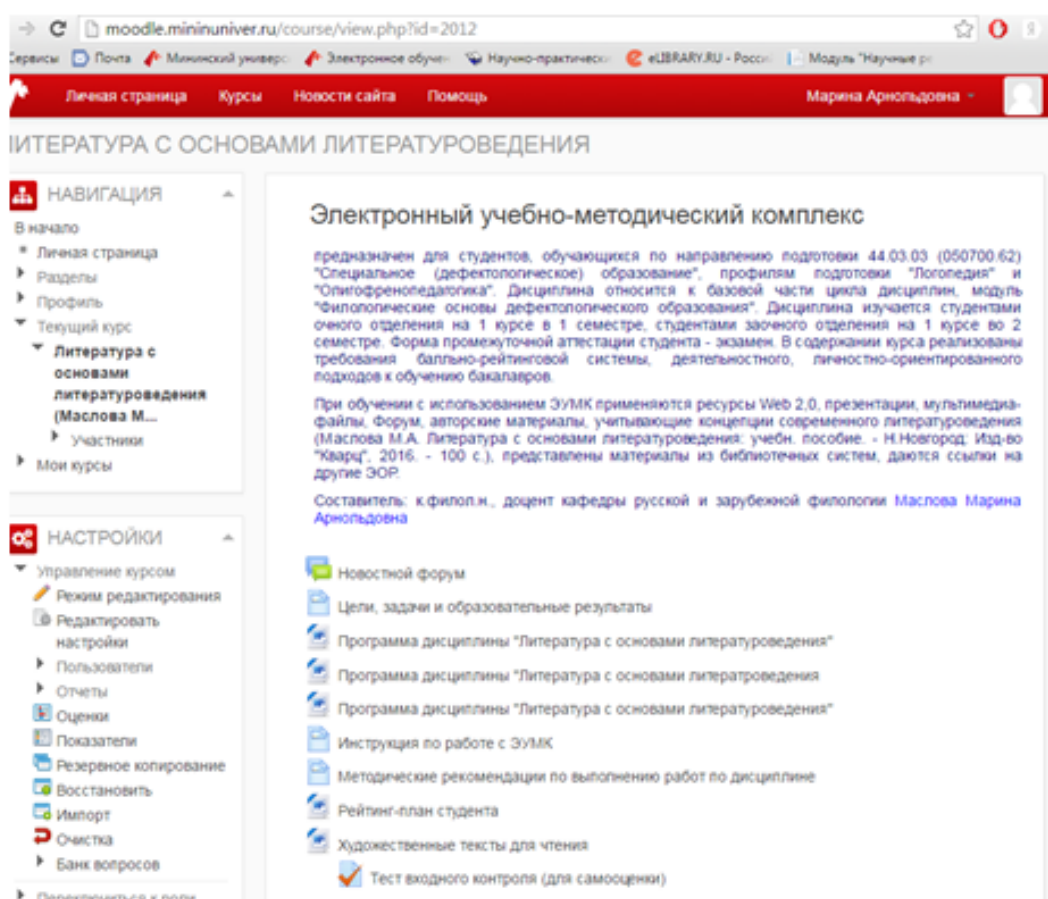 moodle.mininuniver.ru/course/view.php?id=2012
Сервисы Почта Мининский универс Электронное обучен Научно-практическ eLIBRARY.RU - Росси Модуль "Научные ре
Личная страница Курсы Новости сайта Помощь Марина Арнольдовна
ЛИТЕРАТУРА С ОСНОВАМИ ЛИТЕРАТУРОВЕДЕНИЯ
НАВИГАЦИЯ
В начало
Личная страница
Разделы
Профиль
Текущий курс
Литература с
основами
литературоведения
(Маслова М...
Участники
Мои курсы
НАСТРОЙКИ
Управление курсом
Режим редактирования
Редактировать
настройки
Пользователи
Отчеты
Оценки
Показатели
Резервное копирование
Восстановить
Импорт
Очистка
Банк вопросов
Переключиться к роли
Электронный учебно-методический комплекс
предназначен для студентов, обучающихся по направлению подготовки 44.03.03 (050700.62)
"Специальное (дефектологическое) образование", профилям подготовки "Логопедия" и
"Олигофренопедагогика". Дисциплина относится к базовой части цикла дисциплин, модуль
"Филологические основы дефектологического образования". Дисциплина изучается студентами
очного отделения на 1 курсе в 1 семестре, студентами заочного отделения на 1 курсе во 2
семестре. Форма промежуточной аттестации студента - экзамен. В содержании курса реализованы
требования балльно-рейтинговой системы, деятельностного, личностно-ориентированного
подходов к обучению бакалавров.
При обучении с использованием ЭУМК применяются ресурсы Web 2,0, презентации, мультимедиа-
файлы, Форум, авторские материалы, учитывающие концепции современного литературоведения
(Маслова М.А. Литература с основами литературоведения: учебн. пособие. - Н.Новгород: Изд-во
"Кварц", 2016. - 100 с.), представлены материалы из библиотечных систем, даются ссылки на
другие ЭОР.
Составитель: к.филол.н., доцент кафедры русской и зарубежной филологии Маслова Марина
Арнольдовна
Новостной форум
Цели, задачи и образовательные результаты
Программа дисциплины "Литература с основами литературоведения"
Программа дисциплины "Литература с основами литератроведения
Программа дисциплины "Литература с основами литературоведения"
Инструкция по работе с ЭУМК
Методические рекомендации по выполнению работ по дисциплине
Рейтинг-план студента
Художественные тексты для чтения
Тест входного контроля (для самооценки)